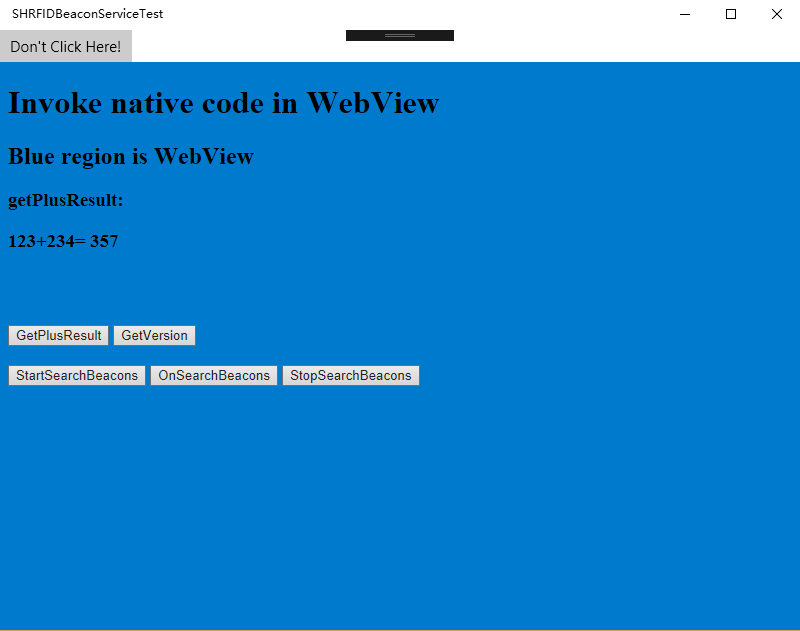 SHRFIDBeaconServiceTest
Don't Click Here!
Invoke native code in WebView
Blue region is WebView
getPlusResult:
123+234= 357
GetPlusResult GetVersion
StartSearchBeacons OnSearchBeacons StopSearchBeacons